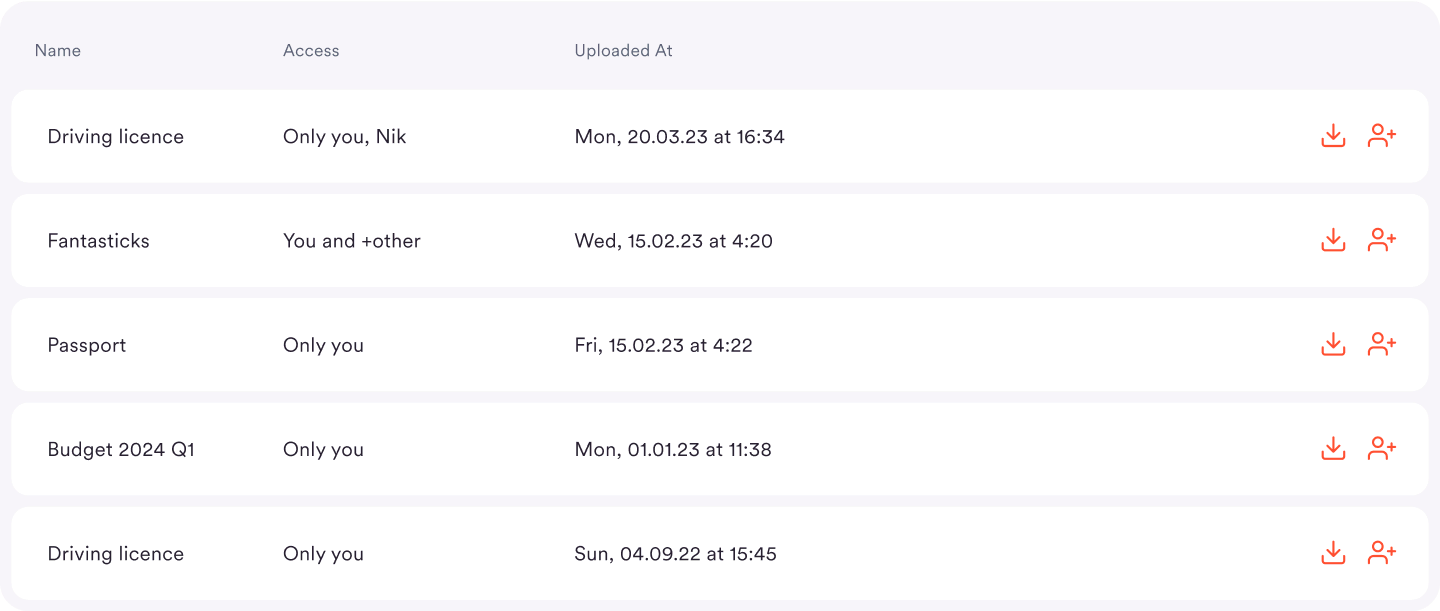 Name Access Uploaded At
Driving licence Only you, Nik Mon, 20.03.23 at 16:34
Fantasticks You and +other Wed, 15.02.23 at 4:20
Passport Only you Fri, 15.02.23 at 4:22
Budget 2024 Q1 Only you Mon, 01.01.23 at 11:38
Driving licence Only you Sun, 04.09.22 at 15:45